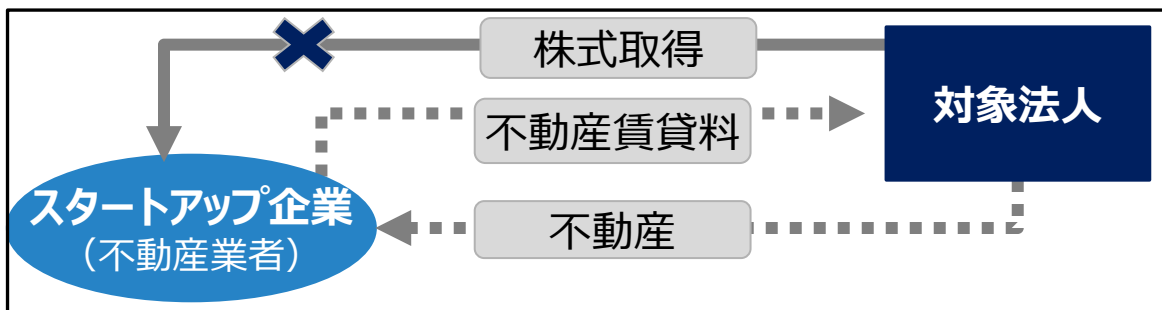 株式取得
不動産賃貸料
対象法人
スタートアップ企業
（不動産業者）
不動産